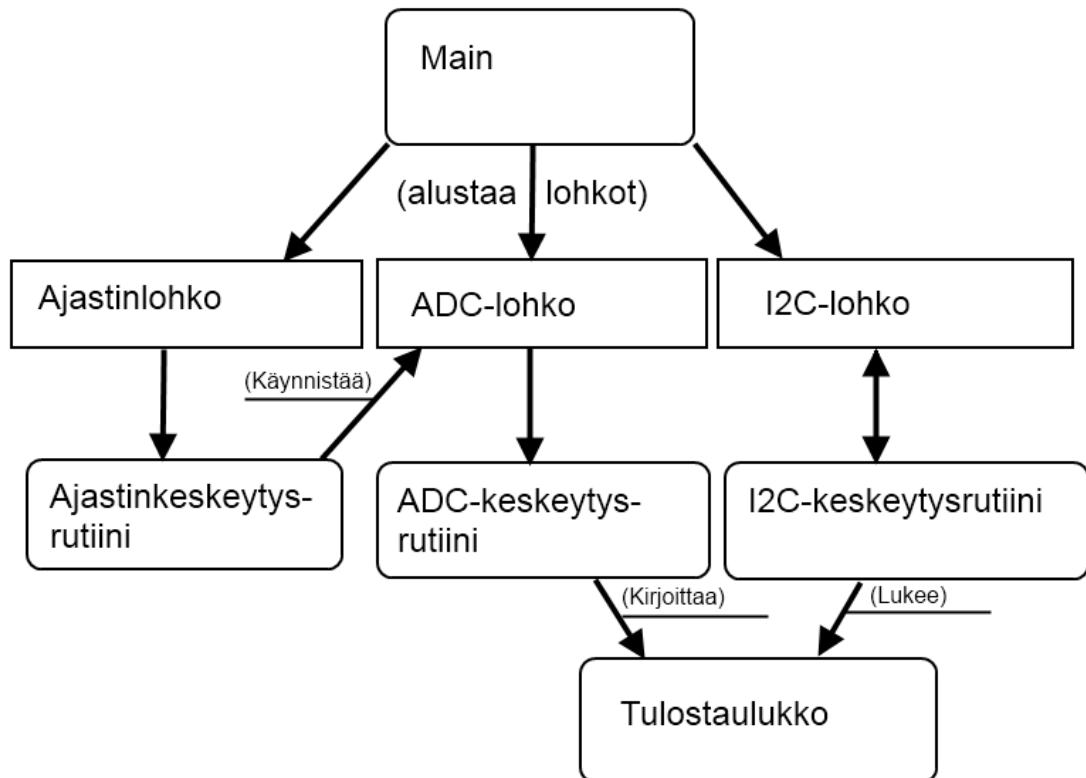 Main
(alustaa lohkot)
Ajastinlohko
ADC-lohko
I2C-lohko
(Käynnistää)
Ajastinkeskeytys-
rutiini
ADC-keskeytys-
rutiini
I2C-keskeytysrutiini
(Kirjoittaa)
(Lukee)
Tulostaulukko